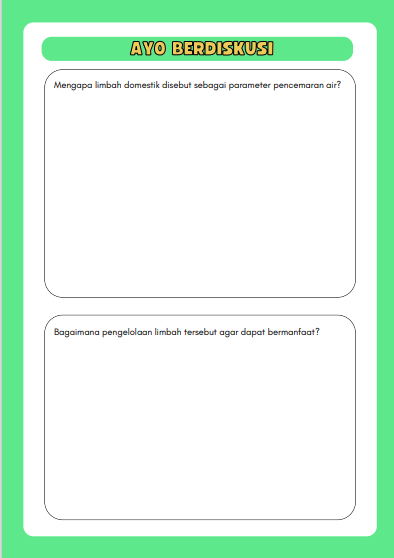 AYO BERDISKUSI
Mengapa limbah domestik disebut sebagai parameter pencemaran air?
Bagaimana pengelolaan limbah tersebut agar dapat bermanfaat?